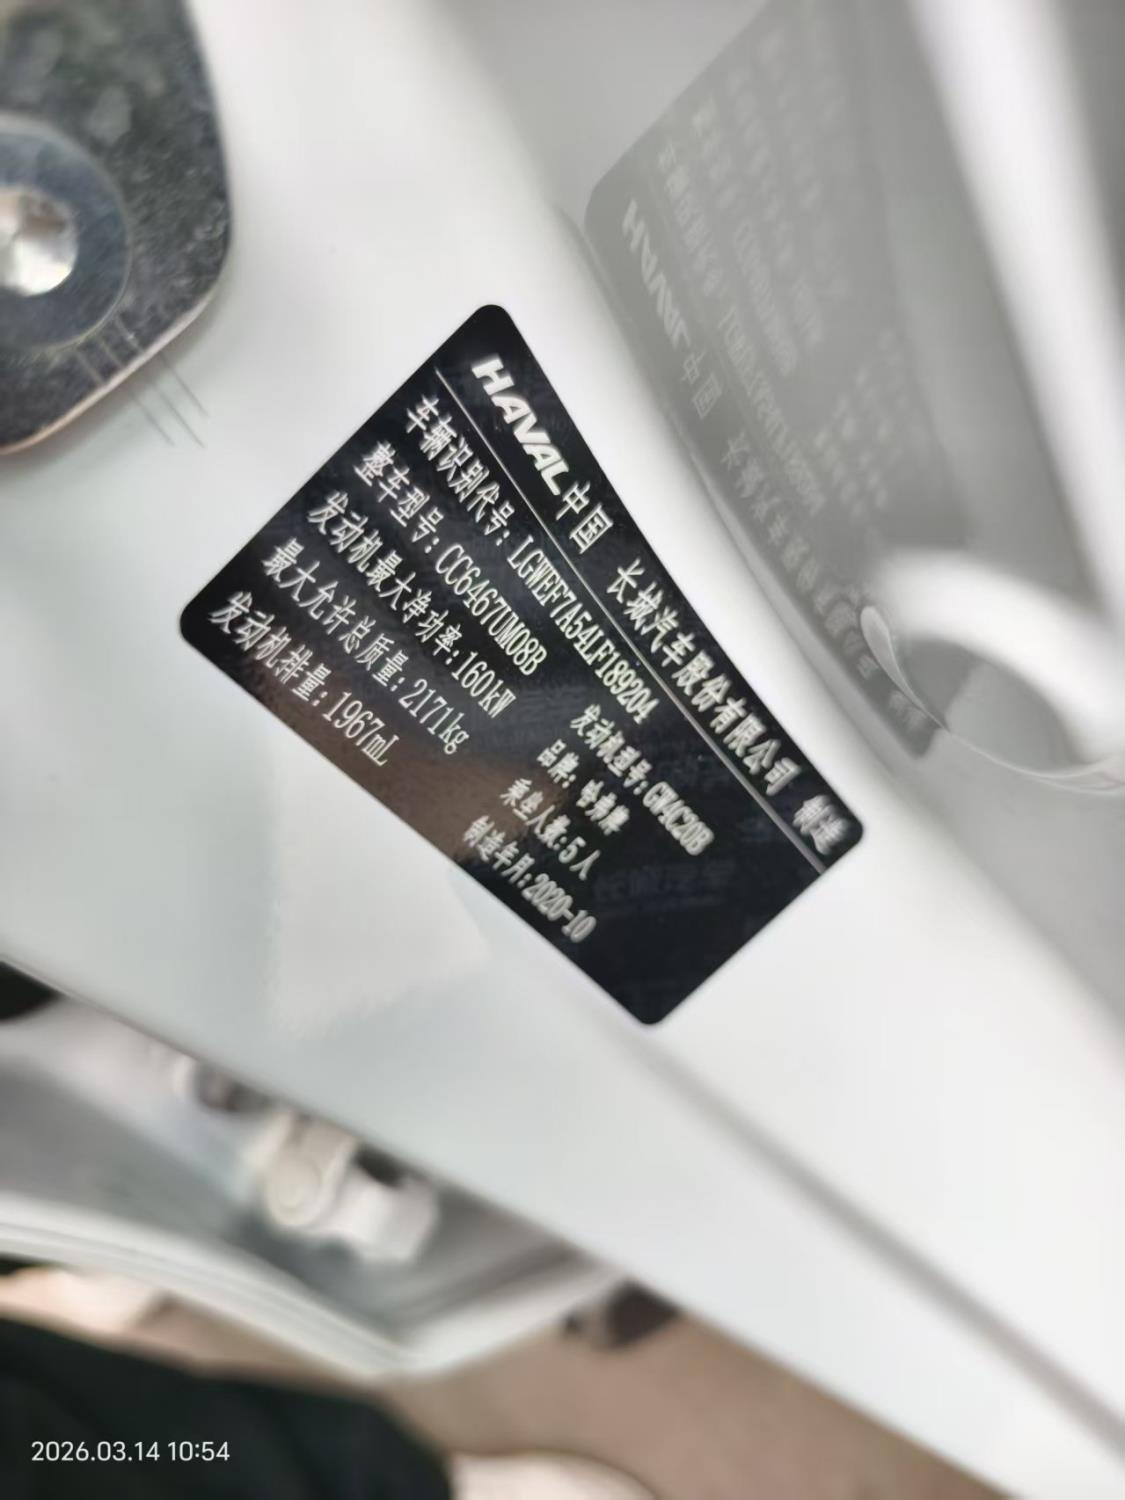 HAVAL 中国 长城汽车股份有限公司 制造
车辆识别代号: LGWEF7A54LF189204
整车型号: CC6467UM08B 发动机型号: GW4C20B
发动机最大净功率: 160kW 品牌: 哈弗牌
最大允许总质量: 2171kg 乘坐人数: 5人
发动机排量: 1967mL 制造年月: 2020-10
2026.03.14 10:54